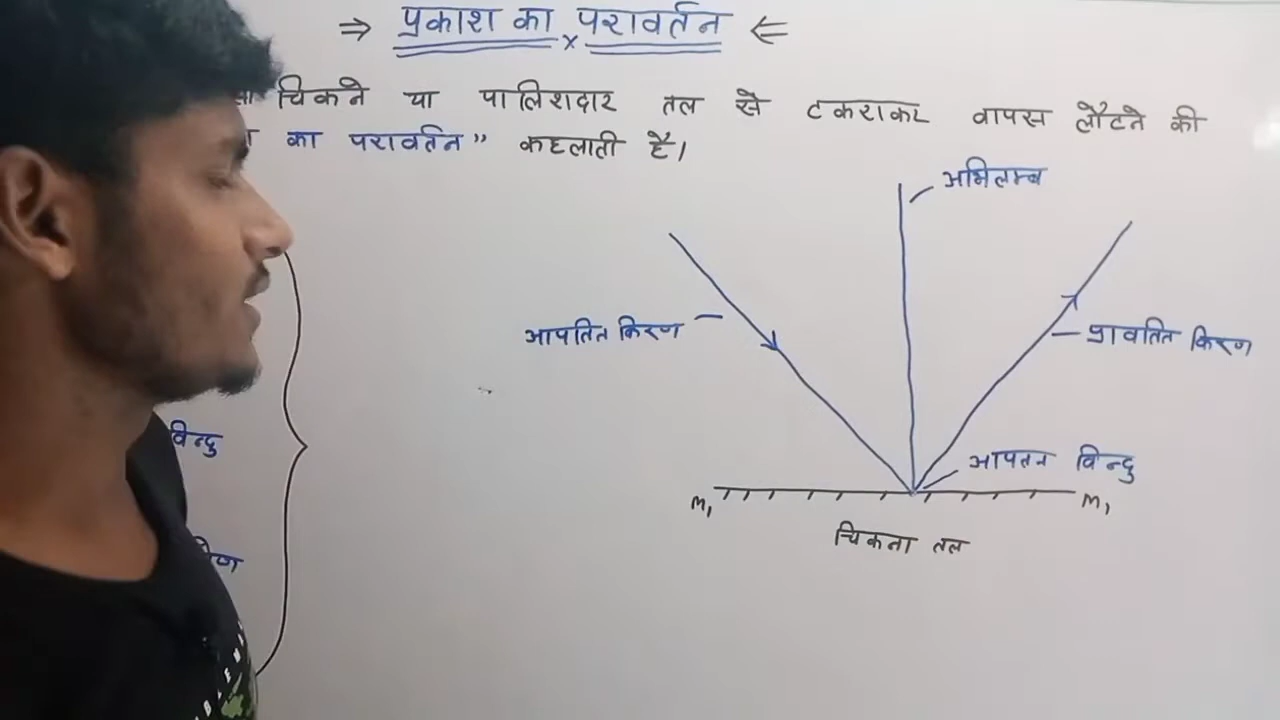 ⇒ प्रकाश का परावर्तन ⇐
चिकने या पालिशदार तल से टकराकर वापस लौटने की
का परावर्तन” कहलाती है।
अभिलम्ब
आपतित किरण
प्रावर्तित किरण
विन्दु
आपतन विन्दु
M₁ M₁
चिकना तल